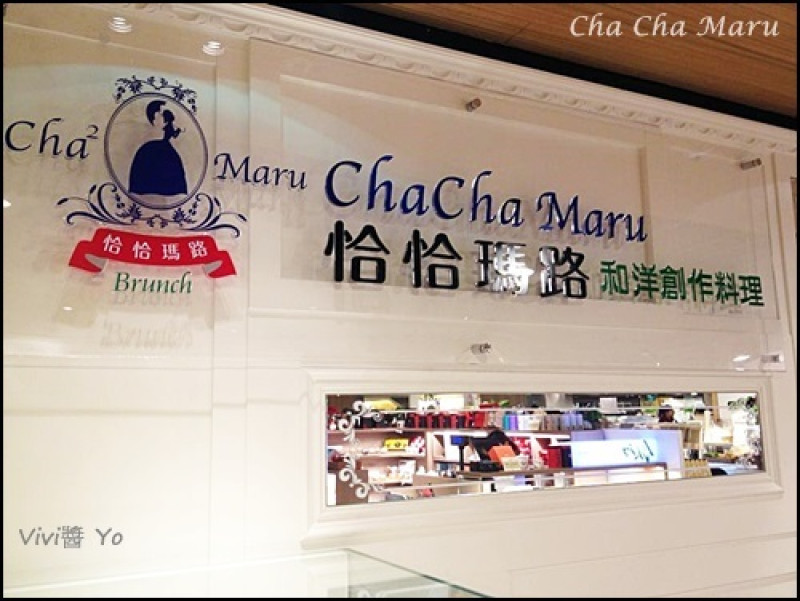 Cha Cha Maru
Cha² Maru
恰恰瑪路
Brunch
ChaCha Maru
恰恰瑪路 和洋創作料理
Vivi醬 Yo